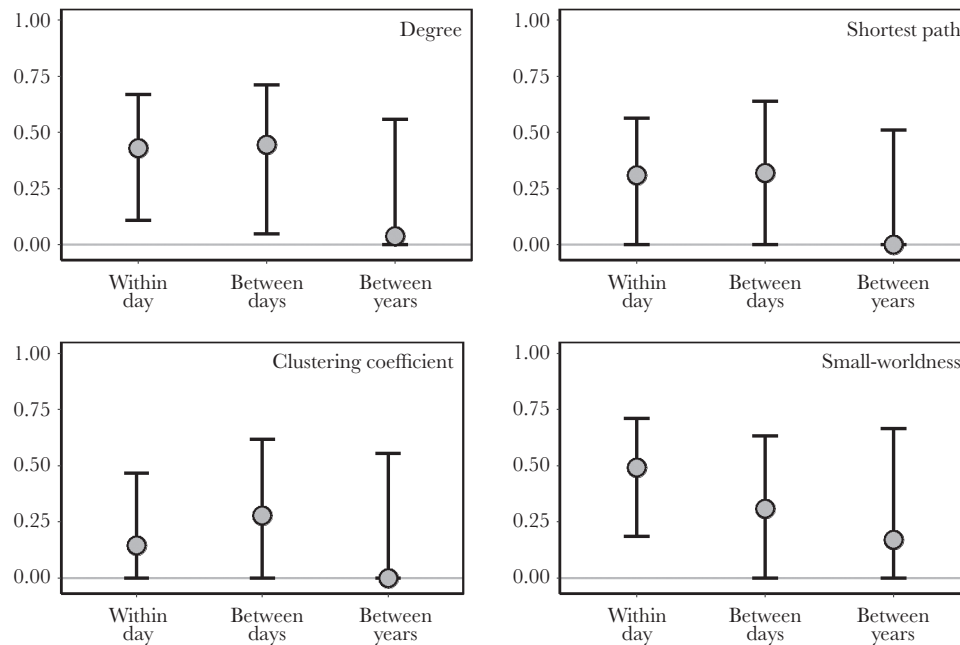 Degree
1.00
0.75
0.50
0.25
0.00
Within
day
Between
days
Between
years
Shortest path
1.00
0.75
0.50
0.25
0.00
Within
day
Between
days
Between
years
Clustering coefficient
1.00
0.75
0.50
0.25
0.00
Within
day
Between
days
Between
years
Small-worldness
1.00
0.75
0.50
0.25
0.00
Within
day
Between
days
Between
years